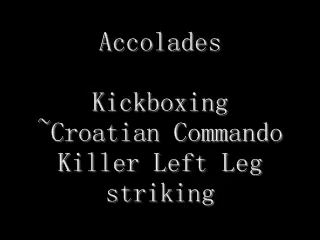 Accolades
Kickboxing
~Croatian Commando
Killer Left Leg
striking